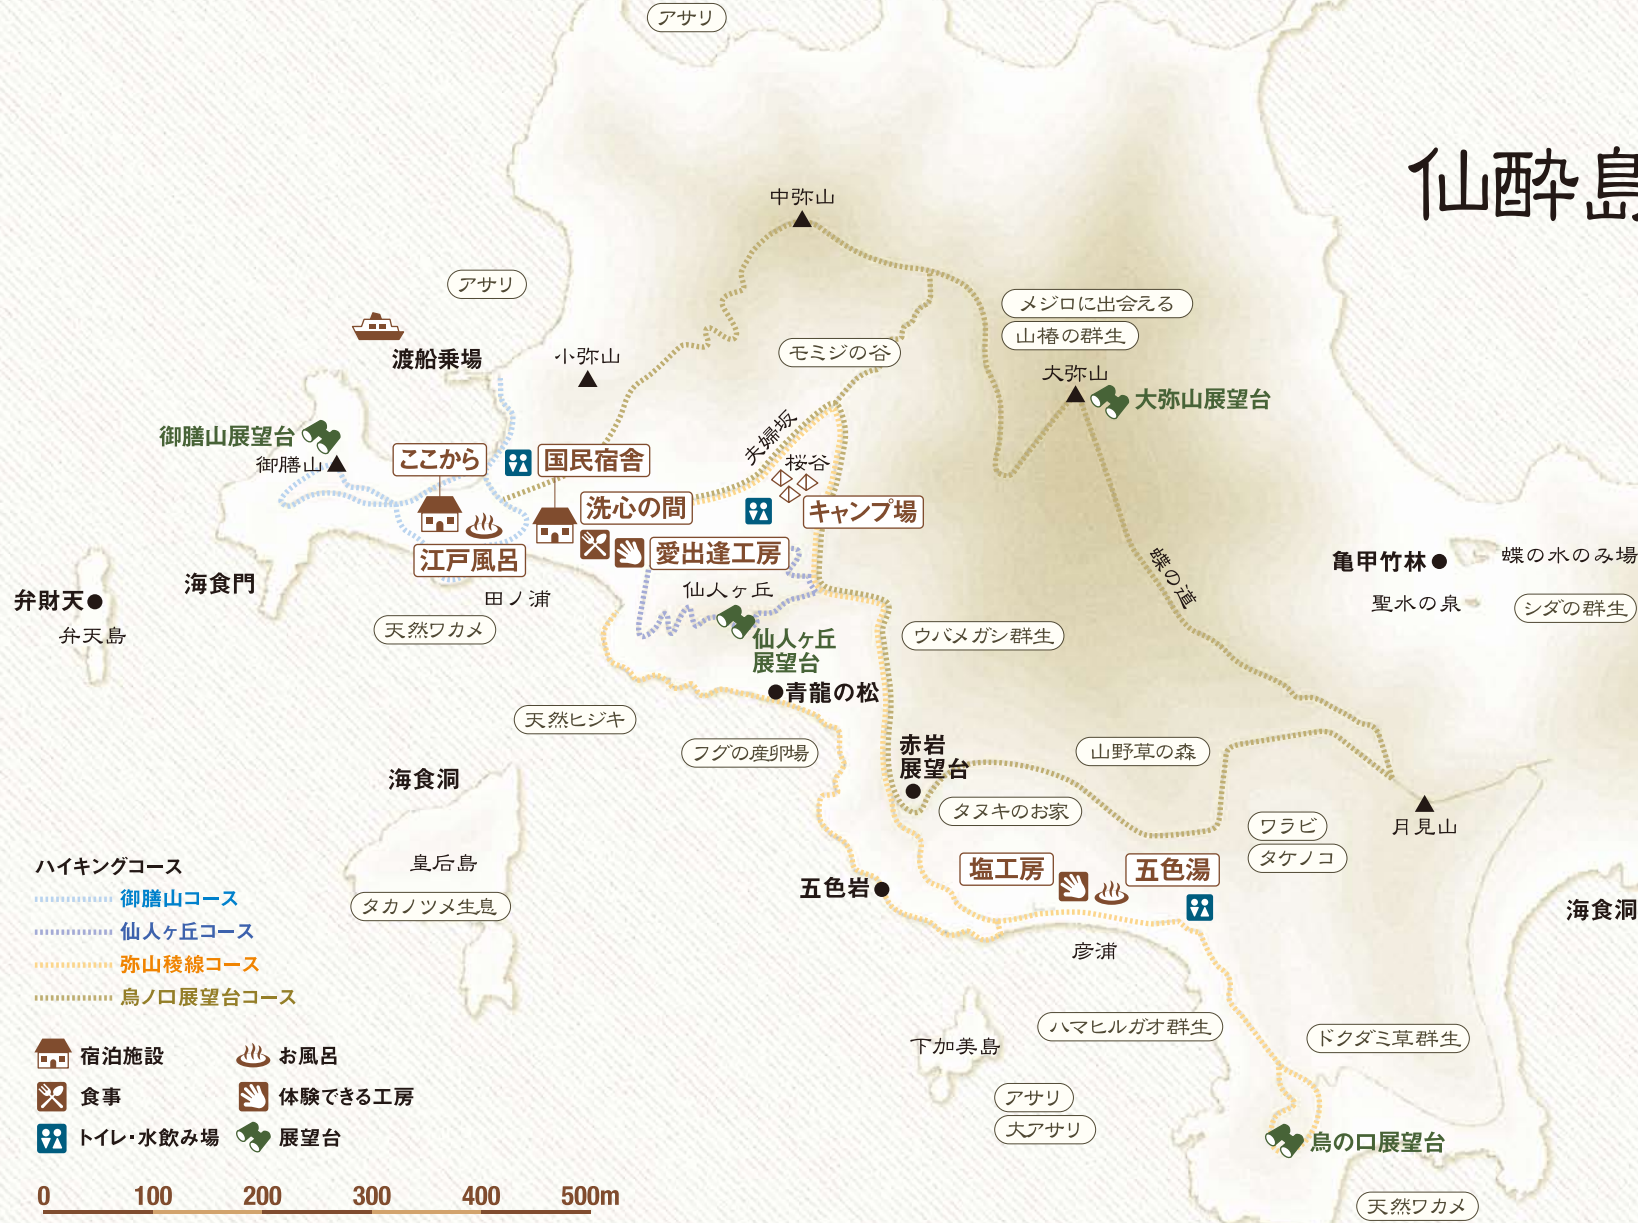 アサリ
仙酔島
中弥山
アサリ
メジロに出会える
山椿の群生
渡船乗場
小弥山
モミジの谷
大弥山
大弥山展望台
御膳山展望台
御膳山
ここから
国民宿舎
夫婦坂
桜谷
洗心の間
キャンプ場
江戸風呂
愛出逢工房
海食門
田ノ浦
仙人ヶ丘
蝶の道
亀甲竹林
蝶の水のみ場
聖水の泉
シダの群生
弁財天
弁天島
天然ワカメ
仙人ヶ丘
展望台
ウバメガシ群生
青龍の松
天然ヒジキ
フグの産卵場
赤岩
展望台
山野草の森
海食洞
タヌキのお家
ワラビ
タケノコ
月見山
皇后島
タカノツメ生息
五色岩
塩工房
五色湯
海食洞
彦浦
ハマヒルガオ群生
ドクダミ草群生
下加美島
アサリ
大アサリ
烏の口展望台
天然ワカメ
ハイキングコース
御膳山コース
仙人ヶ丘コース
弥山稜線コース
烏ノ口展望台コース
宿泊施設
お風呂
食事
体験できる工房
トイレ・水飲み場
展望台
0 100 200 300 400 500m